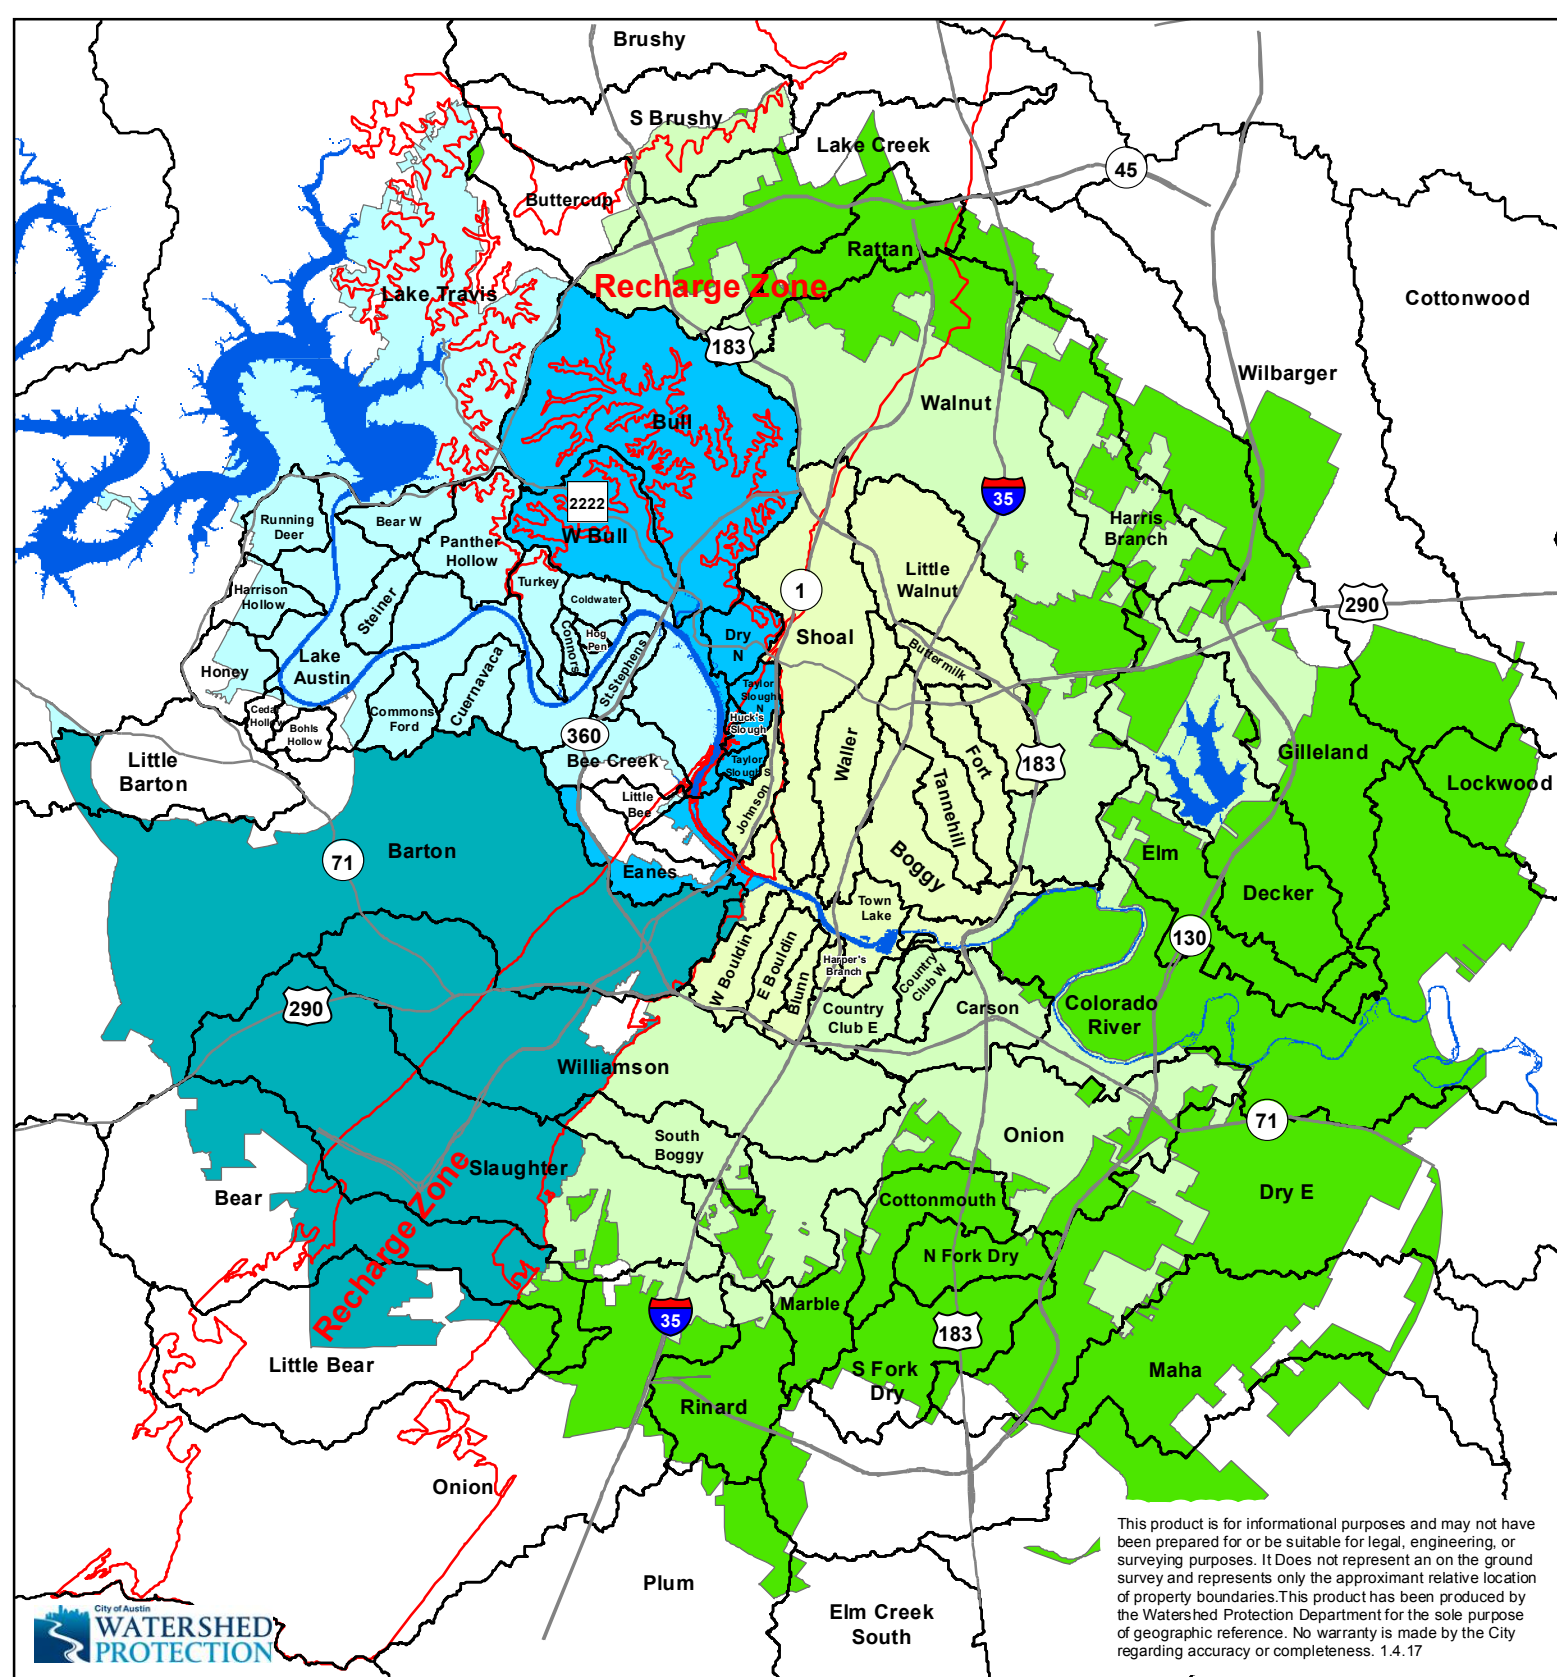 Brushy
S Brushy
Lake Creek
45
Buttercup
Rattan
Lake Travis
Recharge Zone
Cottonwood
183
Wilbarger
Walnut
Bull
35
2222
Running
Deer
Bear W
Harris
Branch
W Bull
Panther
Hollow
Little
Walnut
Turkey
1
290
Harrison
Hollow
Coldwater
Steiner
Connors
Hog
Pen
Dry
N
Shoal
Buttermilk
Honey
Lake
Austin
Cuernavaca
St.Stephens
Taylor
Slough
N
Commons
Ford
Cedar
Hollow
Bohls
Hollow
Huck's
Slough
360
Waller
Fort
183
Gilleland
Little
Barton
Bee Creek
Taylor
Slough S
Lockwood
Little
Bee
Johnson
Tannehill
71
Barton
Elm
Eanes
Boggy
Decker
Town
Lake
130
W Bouldin
E Bouldin
Blunn
Harper's
Branch
Country
Club W
290
Country
Club E
Carson
Colorado
River
Williamson
South
Boggy
Onion
71
Slaughter
Bear
Cottonmouth
Dry E
Recharge Zone
N Fork Dry
Marble
35
183
Little Bear
S Fork
Dry
Maha
Rinard
Onion
Plum
Elm Creek
South
This product is for informational purposes and may not have
been prepared for or be suitable for legal, engineering, or
surveying purposes. It Does not represent an on the ground
survey and represents only the approximant relative location
of property boundaries.This product has been produced by
the Watershed Protection Department for the sole purpose
of geographic reference. No warranty is made by the City
regarding accuracy or completeness. 1.4.17
City of Austin
WATERSHED
PROTECTION